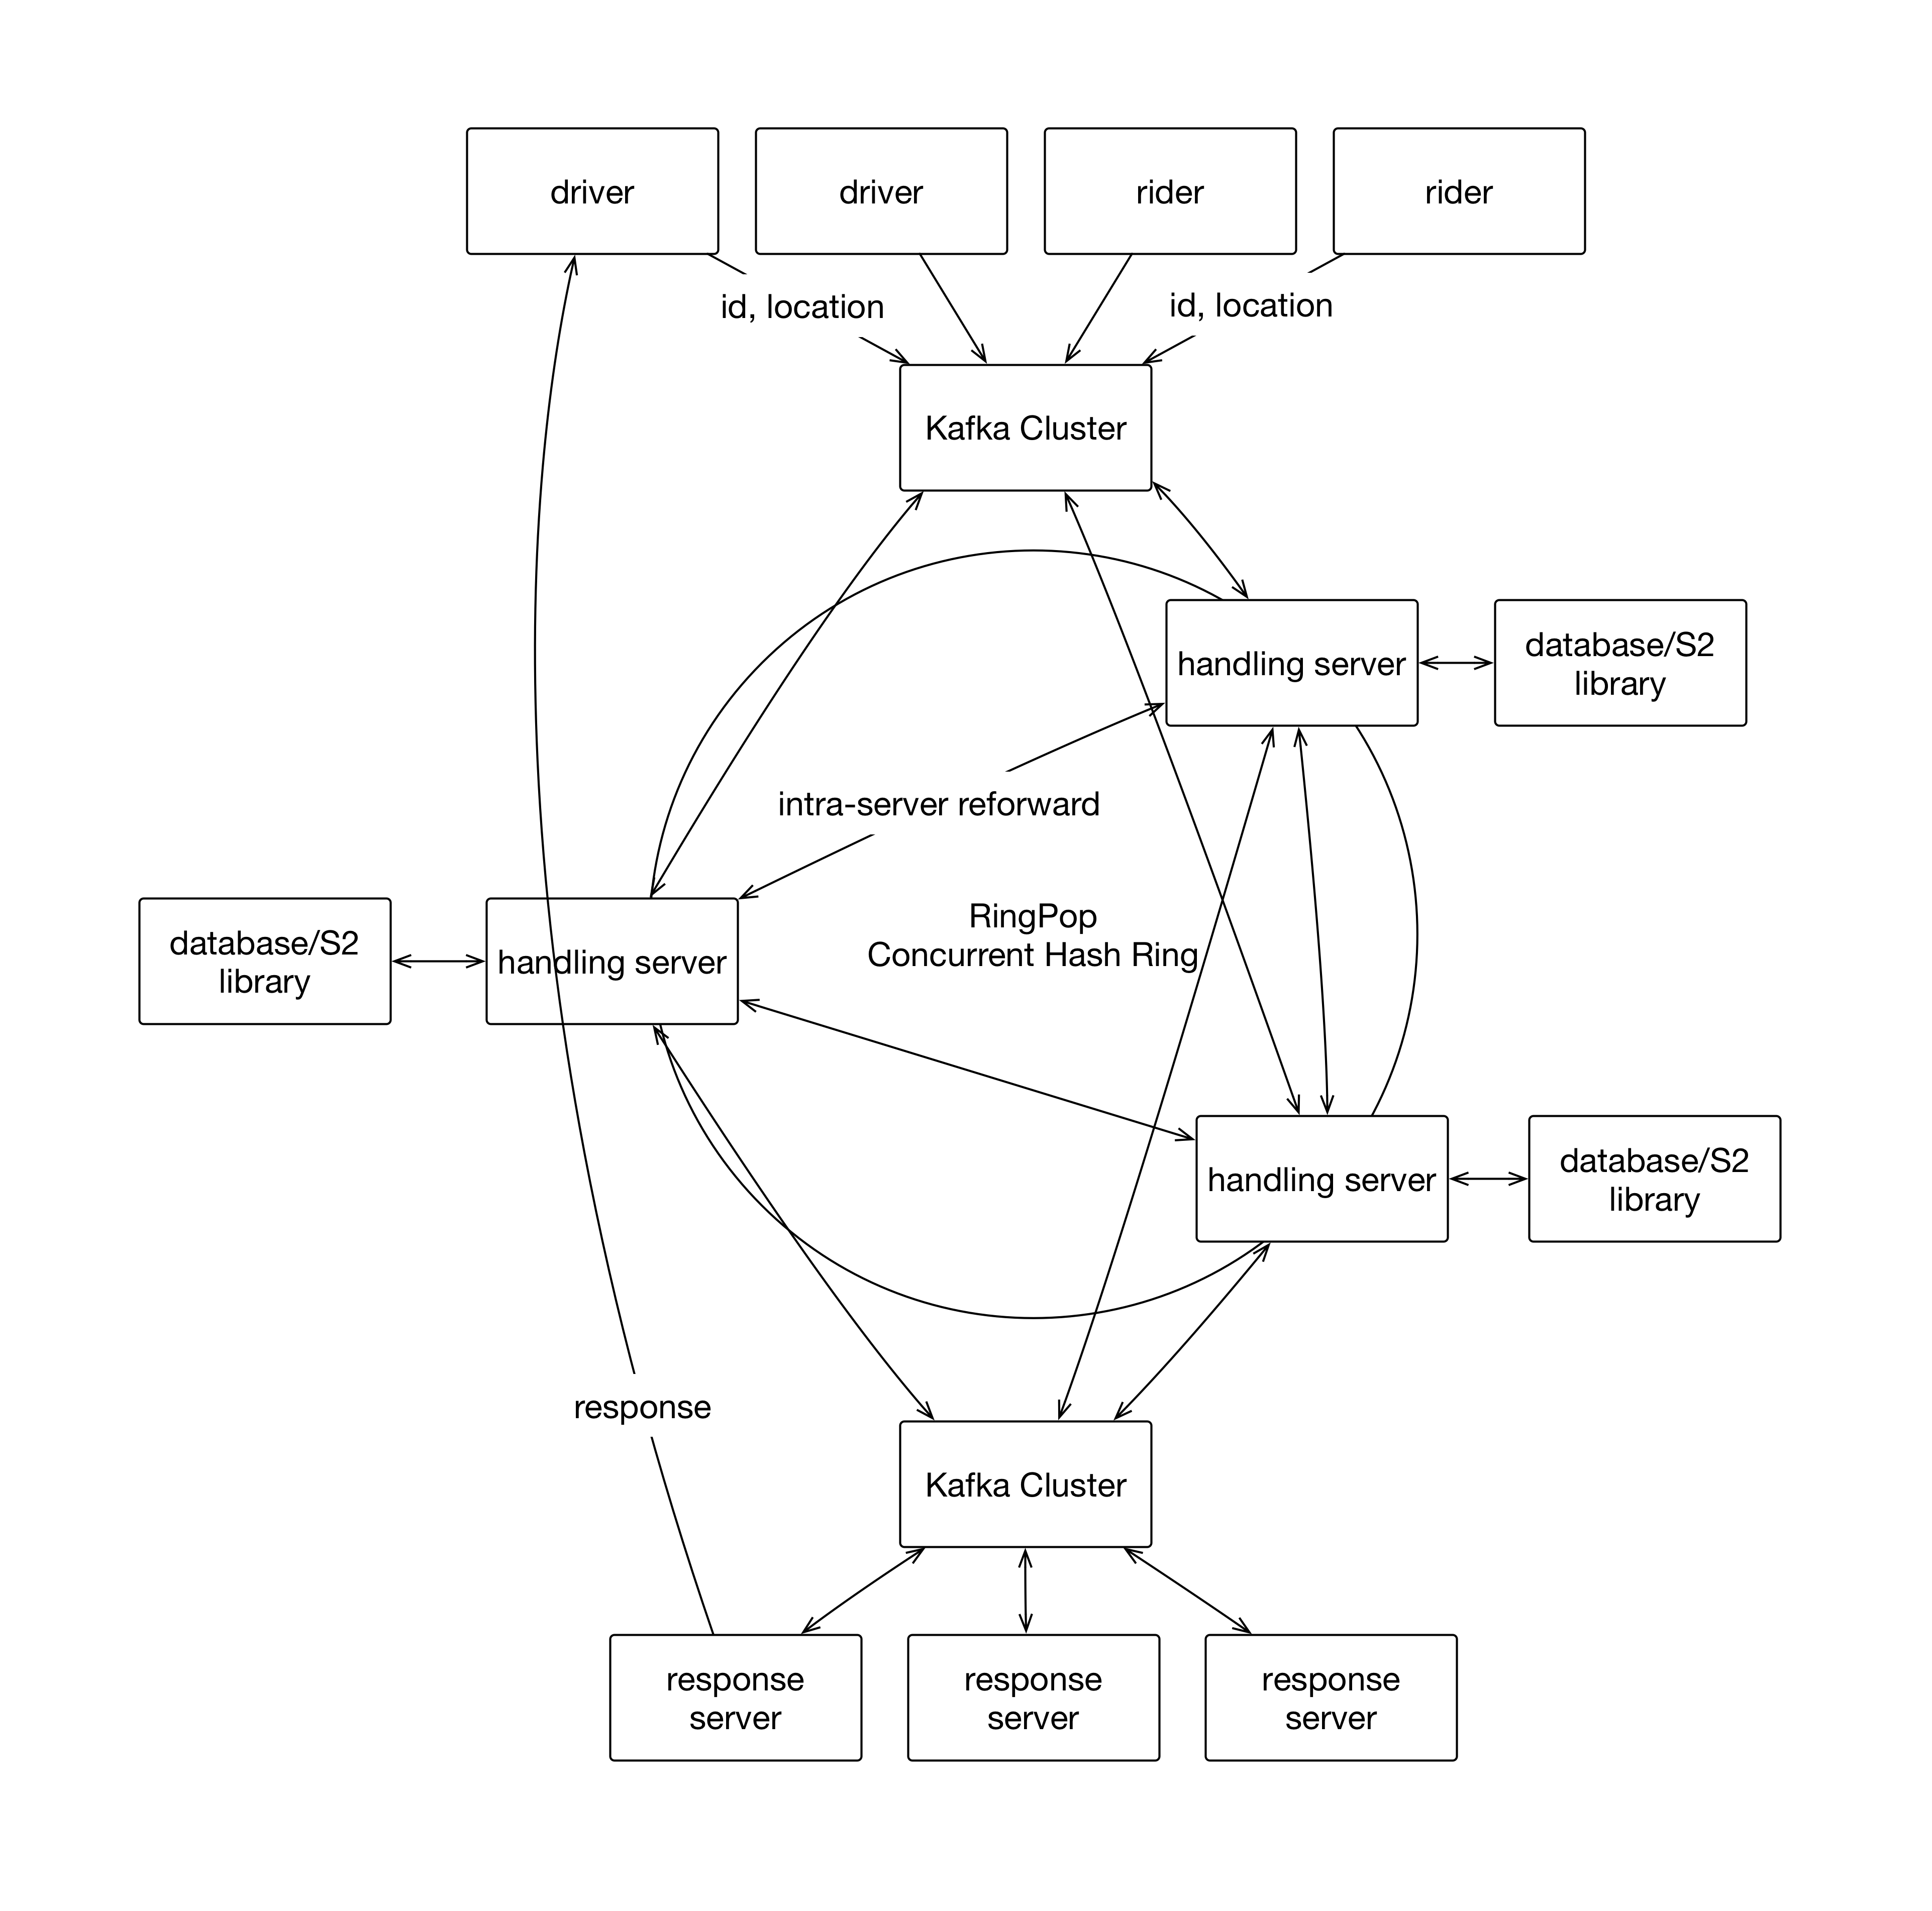 driver
driver
rider
rider
id, location
id, location
Kafka Cluster
handling server
database/S2
library
intra-server reforward
RingPop
Concurrent Hash Ring
database/S2
library
handling server
handling server
database/S2
library
response
Kafka Cluster
response
server
response
server
response
server